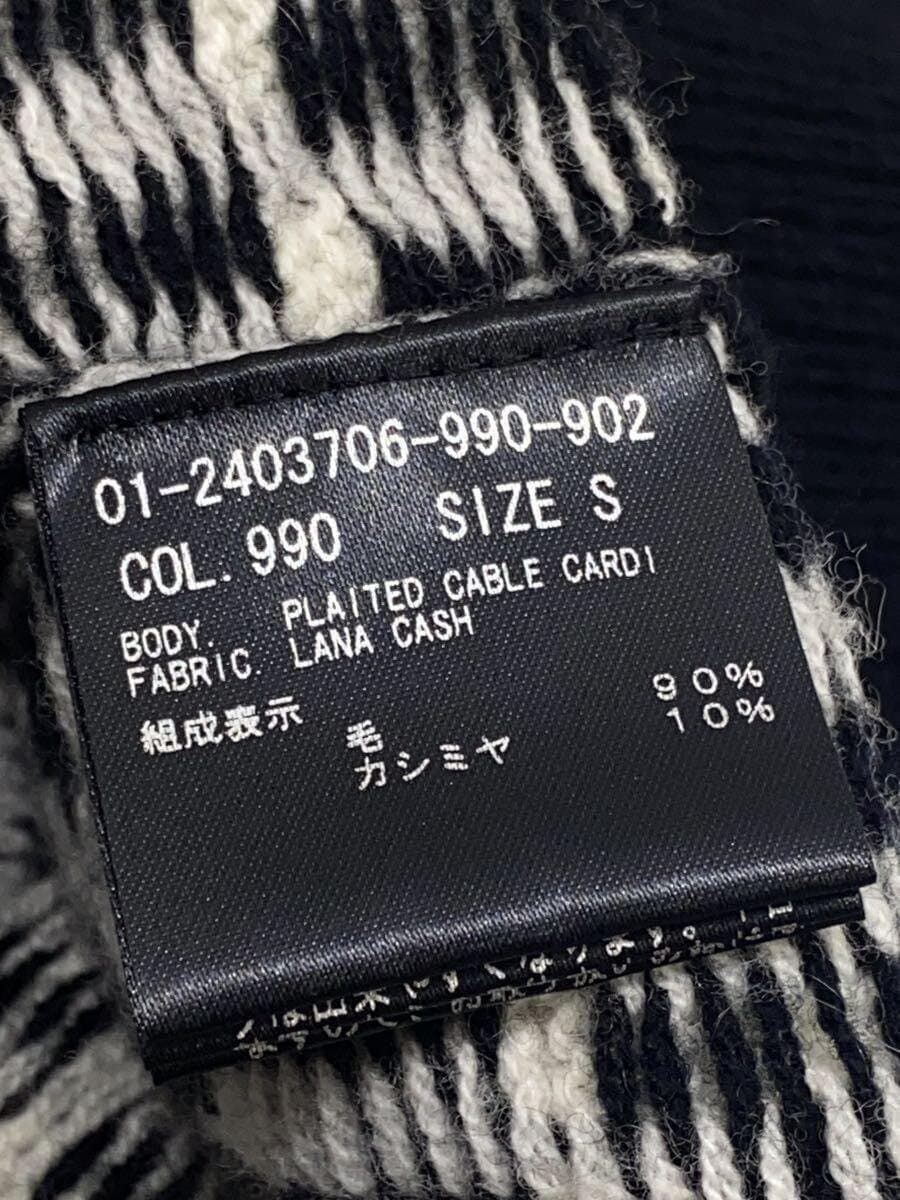 01-2403706-990-902
COL. 990 SIZE S
BODY. PLAITED CABLE CARDI
FABRIC. LANA CASH
組成表示
毛 90%
カシミヤ 10%